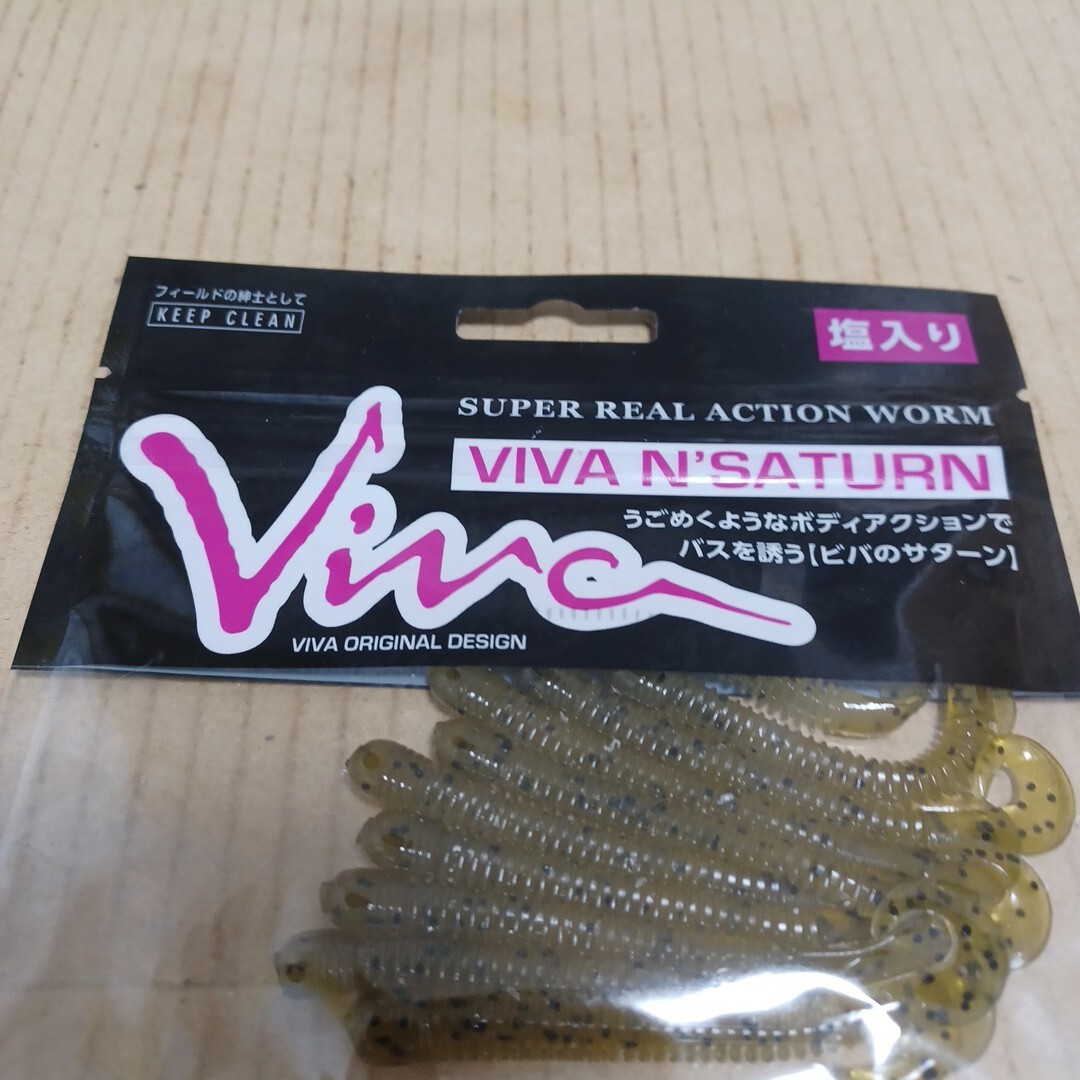 フィールドの紳士として
KEEP CLEAN
塩入り
SUPER REAL ACTION WORM
VIVA N'SATURN
うごめくようなボディアクションで
バスを誘う【ビバのサターン】
Viva
VIVA ORIGINAL DESIGN